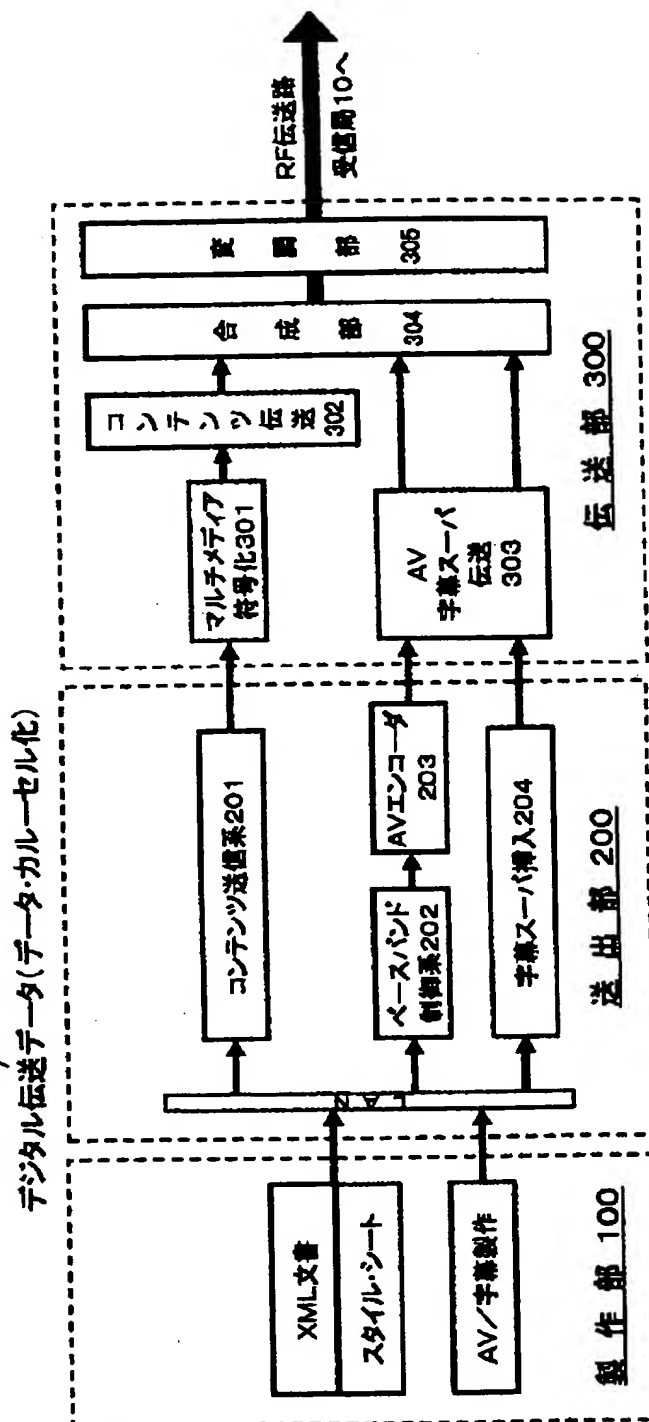 デジタル伝送データ(データ・カルーセル化)
XML文書
スタイル・シート
AV／字幕製作
製 作 部 100
コンテンツ送信系201
ベースバンド
制御系202
AVエンコーダ
203
字幕スーパ挿入204
送 出 部 200
マルチメディア
符号化301
コンテンツ伝送
302
AV
字幕スーパ
伝送
303
合成部
304
変調部
305
伝 送 部 300
RF伝送路
受信局10へ